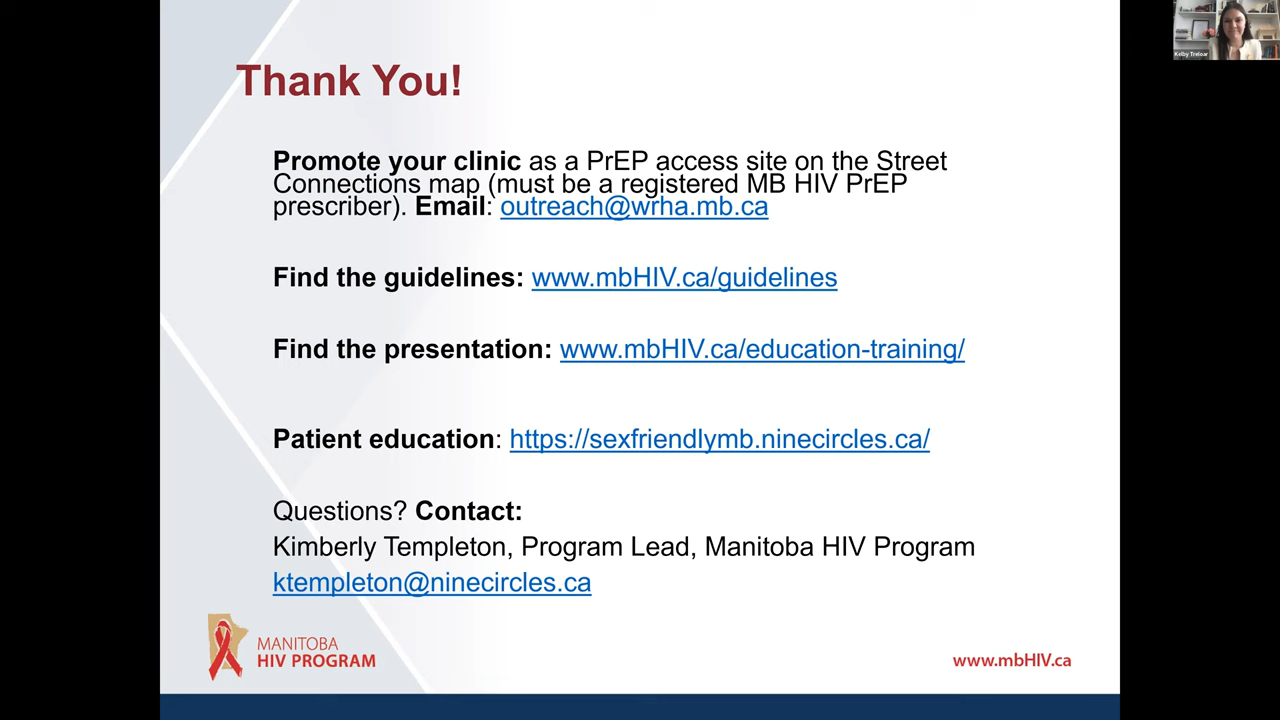 Thank You!
Promote your clinic as a PrEP access site on the Street
Connections map (must be a registered MB HIV PrEP
prescriber). Email: outreach@wrha.mb.ca
Find the guidelines: www.mbHIV.ca/guidelines
Find the presentation: www.mbHIV.ca/education-training/
Patient education: https://sexfriendlymb.ninecircles.ca/
Questions? Contact:
Kimberly Templeton, Program Lead, Manitoba HIV Program
ktempleton@ninecircles.ca
MANITOBA
HIV PROGRAM
www.mbHIV.ca
Kelby Treloar